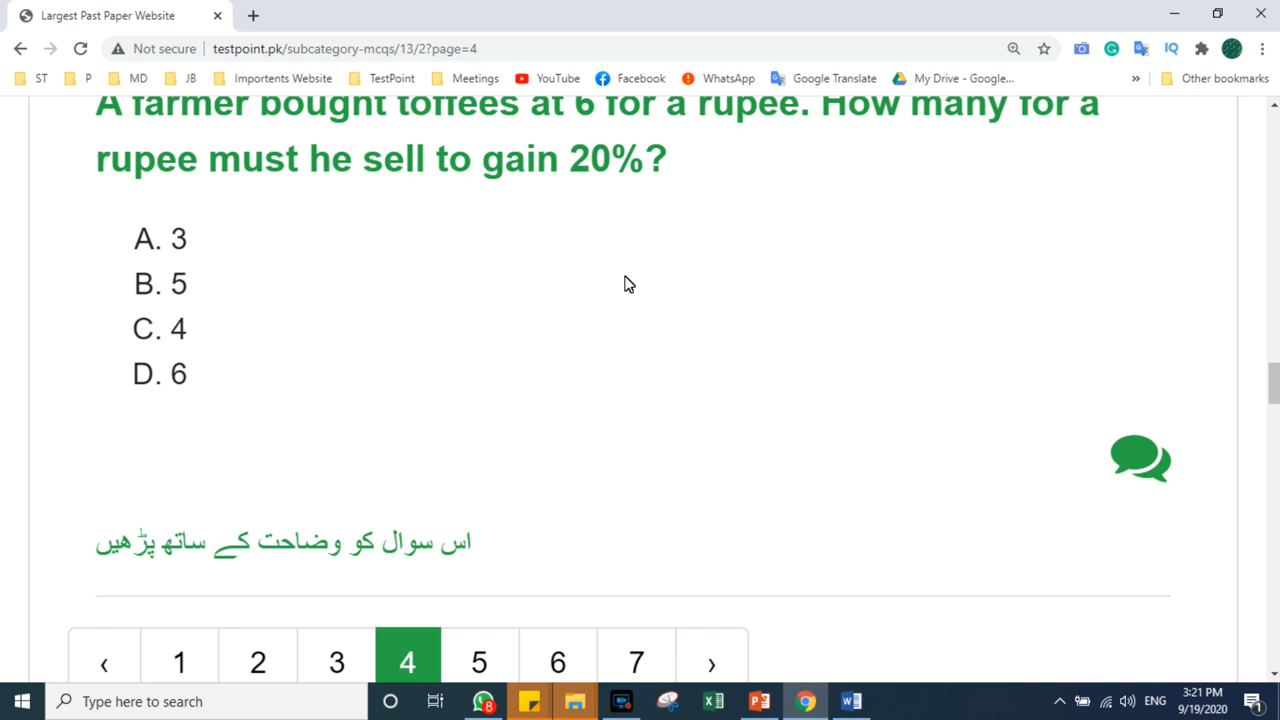 Largest Past Paper Website
Not secure testpoint.pk/subcategory-mcqs/13/2?page=4
ST P MD JB Importents Website TestPoint Meetings YouTube Facebook WhatsApp Google Translate My Drive - Google... » Other bookmarks
A farmer bought toffees at 6 for a rupee. How many for a
rupee must he sell to gain 20%?
A. 3
B. 5
C. 4
D. 6
اس سوال کو وضاحت کے ساتھ پڑھیں
‹ 1 2 3 4 5 6 7 ›
Type here to search 8 ENG 3:21 PM
9/19/2020 1